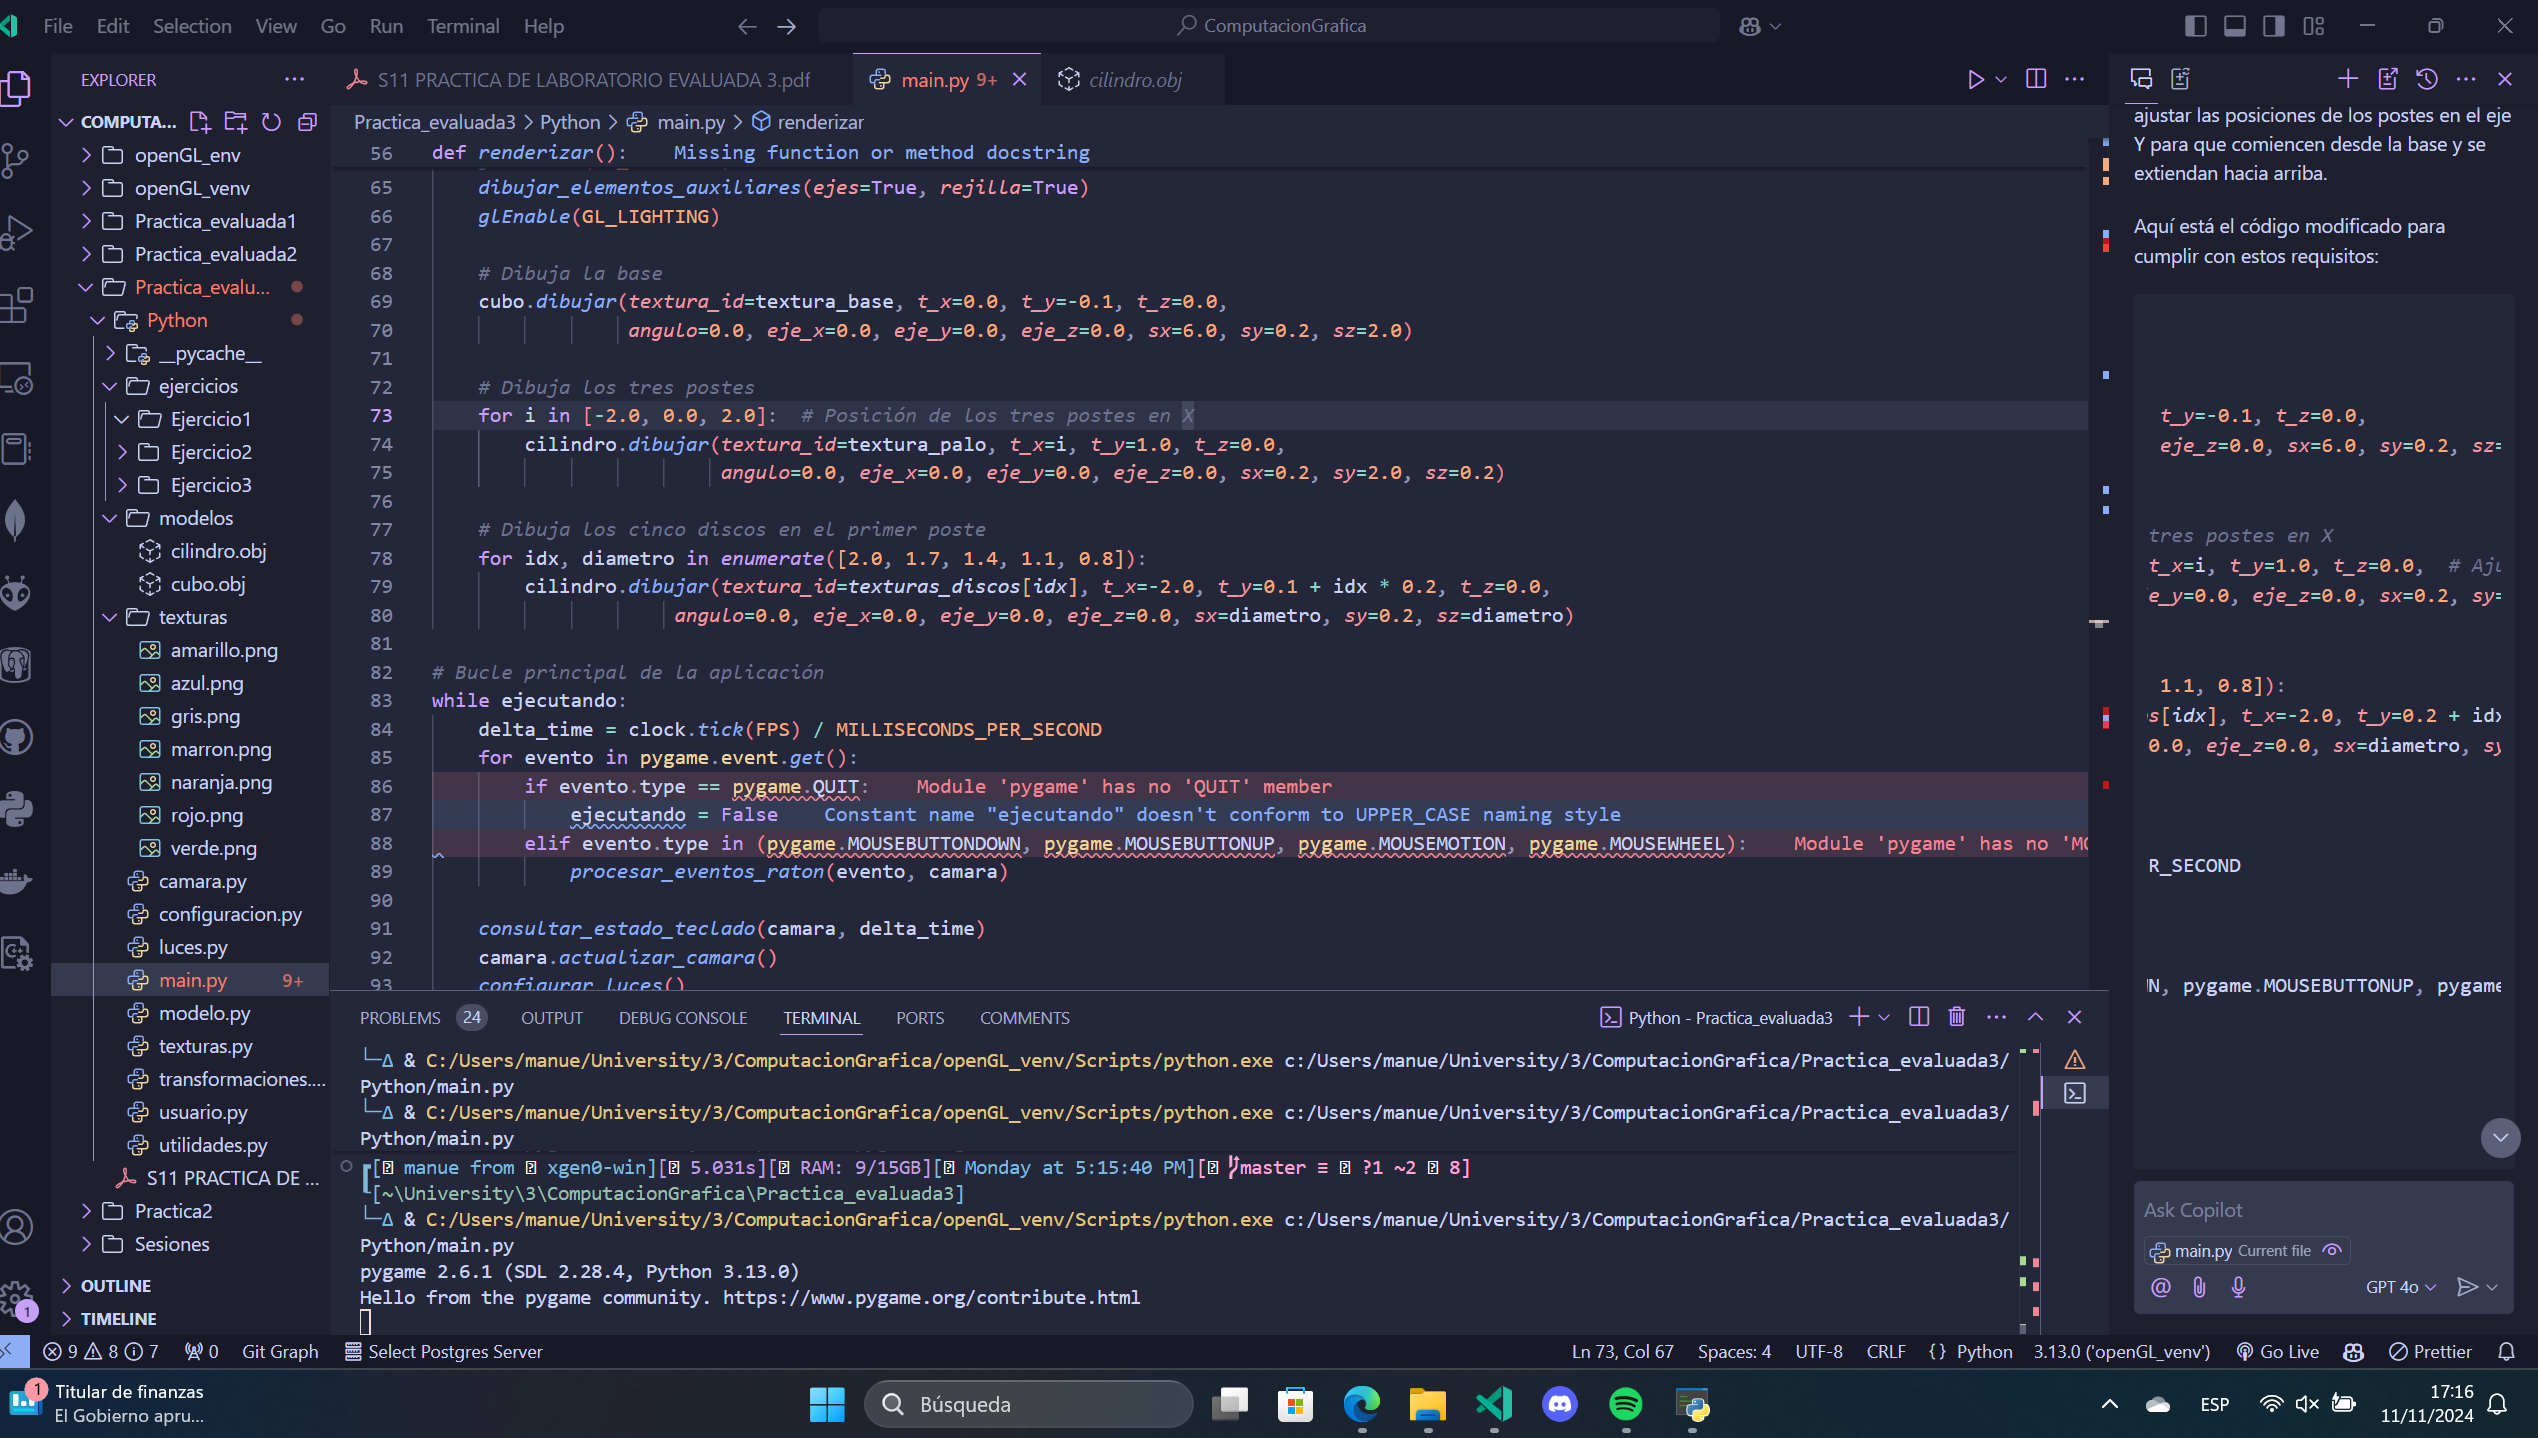 File Edit Selection View Go Run Terminal Help
ComputacionGrafica
EXPLORER
COMPUTA...
openGL_env
openGL_venv
Practica_evaluada1
Practica_evaluada2
Practica_evalu...
Python
__pycache__
ejercicios
Ejercicio1
Ejercicio2
Ejercicio3
modelos
cilindro.obj
cubo.obj
texturas
amarillo.png
azul.png
gris.png
marron.png
naranja.png
rojo.png
verde.png
camara.py
configuracion.py
luces.py
main.py 9+
modelo.py
texturas.py
transformaciones....
usuario.py
utilidades.py
S11 PRACTICA DE ...
Practica2
Sesiones
OUTLINE
TIMELINE
S11 PRACTICA DE LABORATORIO EVALUADA 3.pdf
main.py 9+
cilindro.obj
Practica_evaluada3 > Python > main.py > renderizar
56 def renderizar(): Missing function or method docstring
65 dibujar_elementos_auxiliares(ejes=True, rejilla=True)
66 glEnable(GL_LIGHTING)
67
68 # Dibuja la base
69 cubo.dibujar(textura_id=textura_base, t_x=0.0, t_y=-0.1, t_z=0.0,
70 angulo=0.0, eje_x=0.0, eje_y=0.0, eje_z=0.0, sx=6.0, sy=0.2, sz=2.0)
71
72 # Dibuja los tres postes
73 for i in [-2.0, 0.0, 2.0]: # Posición de los tres postes en X
74 cilindro.dibujar(textura_id=textura_palo, t_x=i, t_y=1.0, t_z=0.0,
75 angulo=0.0, eje_x=0.0, eje_y=0.0, eje_z=0.0, sx=0.2, sy=2.0, sz=0.2)
76
77 # Dibuja los cinco discos en el primer poste
78 for idx, diametro in enumerate([2.0, 1.7, 1.4, 1.1, 0.8]):
79 cilindro.dibujar(textura_id=texturas_discos[idx], t_x=-2.0, t_y=0.1 + idx * 0.2, t_z=0.0,
80 angulo=0.0, eje_x=0.0, eje_y=0.0, eje_z=0.0, sx=diametro, sy=0.2, sz=diametro)
81
82 # Bucle principal de la aplicación
83 while ejecutando:
84 delta_time = clock.tick(FPS) / MILLISECONDS_PER_SECOND
85 for evento in pygame.event.get():
86 if evento.type == pygame.QUIT: Module 'pygame' has no 'QUIT' member
87 ejecutando = False Constant name "ejecutando" doesn't conform to UPPER_CASE naming style
88 elif evento.type in (pygame.MOUSEBUTTONDOWN, pygame.MOUSEBUTTONUP, pygame.MOUSEMOTION, pygame.MOUSEWHEEL): Module 'pygame' has no 'MO
89 procesar_eventos_raton(evento, camara)
90
91 consultar_estado_teclado(camara, delta_time)
92 camara.actualizar_camara()
93 configurar_luces()
PROBLEMS 24 OUTPUT DEBUG CONSOLE TERMINAL PORTS COMMENTS
Python - Practica_evaluada3
└─Δ & C:/Users/manue/University/3/ComputacionGrafica/openGL_venv/Scripts/python.exe c:/Users/manue/University/3/ComputacionGrafica/Practica_evaluada3/
Python/main.py
└─Δ & C:/Users/manue/University/3/ComputacionGrafica/openGL_venv/Scripts/python.exe c:/Users/manue/University/3/ComputacionGrafica/Practica_evaluada3/
Python/main.py
[ manue from xgen0-win][ 5.031s][ RAM: 9/15GB][ Monday at 5:15:40 PM][ master ≡ ?1 ~2 8]
[~\University\3\ComputacionGrafica\Practica_evaluada3]
└─Δ & C:/Users/manue/University/3/ComputacionGrafica/openGL_venv/Scripts/python.exe c:/Users/manue/University/3/ComputacionGrafica/Practica_evaluada3/
Python/main.py
pygame 2.6.1 (SDL 2.28.4, Python 3.13.0)
Hello from the pygame community. https://www.pygame.org/contribute.html
ajustar las posiciones de los postes en el eje
Y para que comiencen desde la base y se
extiendan hacia arriba.
Aquí está el código modificado para
cumplir con estos requisitos:
t_y=-0.1, t_z=0.0,
eje_z=0.0, sx=6.0, sy=0.2, sz=
tres postes en X
t_x=i, t_y=1.0, t_z=0.0, # Aju
e_y=0.0, eje_z=0.0, sx=0.2, sy=
1.1, 0.8]):
s[idx], t_x=-2.0, t_y=0.2 + idx
0.0, eje_z=0.0, sx=diametro, sy
R_SECOND
N, pygame.MOUSEBUTTONUP, pygame
Ask Copilot
main.py Current file
GPT 4o
9 8 7 0 Git Graph Select Postgres Server
Ln 73, Col 67 Spaces: 4 UTF-8 CRLF {} Python 3.13.0 ('openGL_venv') Go Live Prettier
1
1
Titular de finanzas
El Gobierno apru...
Búsqueda
ESP
17:16
11/11/2024